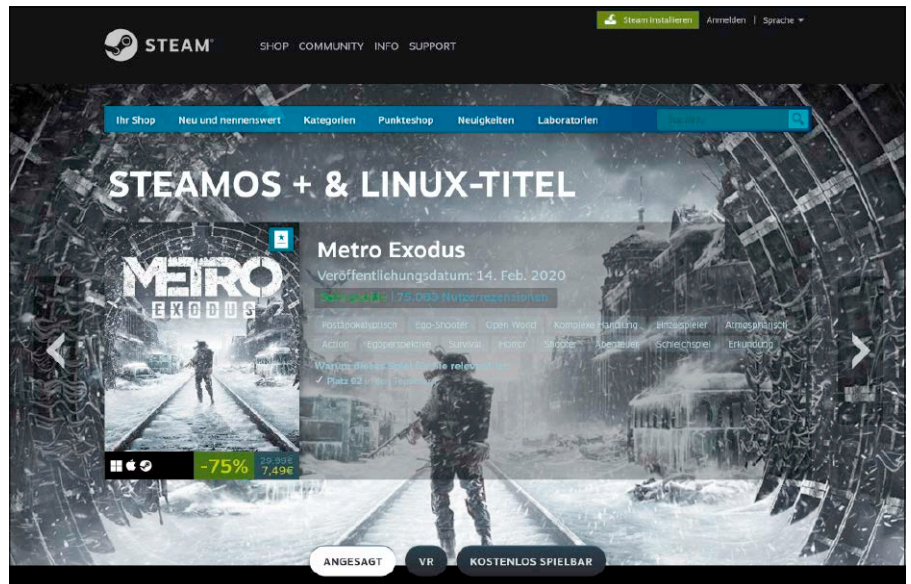 Steam installieren Anmelden | Sprache
STEAM
SHOP COMMUNITY INFO SUPPORT
Ihr Shop Neu und nennenswert Kategorien Punkteshop Neuigkeiten Laboratorien
STEAMOS + & LINUX-TITEL
METRO
EXODUS
Metro Exodus
Veröffentlichungsdatum: 14. Feb. 2020
Nutzerrezensionen
Postapokalyptisch Ego-Shooter Open World Komplexe Handlung Einzelspieler Atmosphärisch
Action Egoperspektive Survival Horror Shooter Abenteuer Schleichspiel Erkundung
✓ Platz
-75% 29,99€
7,49€
ANGESAGT VR KOSTENLOS SPIELBAR